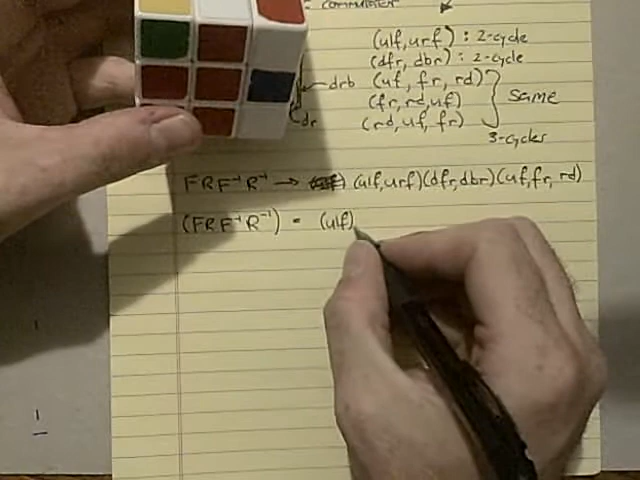 = commutator
(ulf,urf) : 2-cycle
(dfr,dbr) : 2-cycle
drb (uf, fr, rd)
(fr, rd, uf) same
dr (rd, uf, fr)
3-cycles
FRF⁻¹R⁻¹ → (ulf,urf)(dfr,dbr)(uf,fr,rd)
(FRF⁻¹R⁻¹) = (ulf)